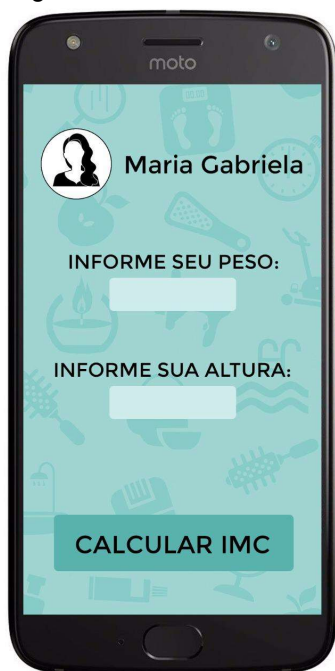 moto
Maria Gabriela
INFORME SEU PESO:
INFORME SUA ALTURA:
CALCULAR IMC